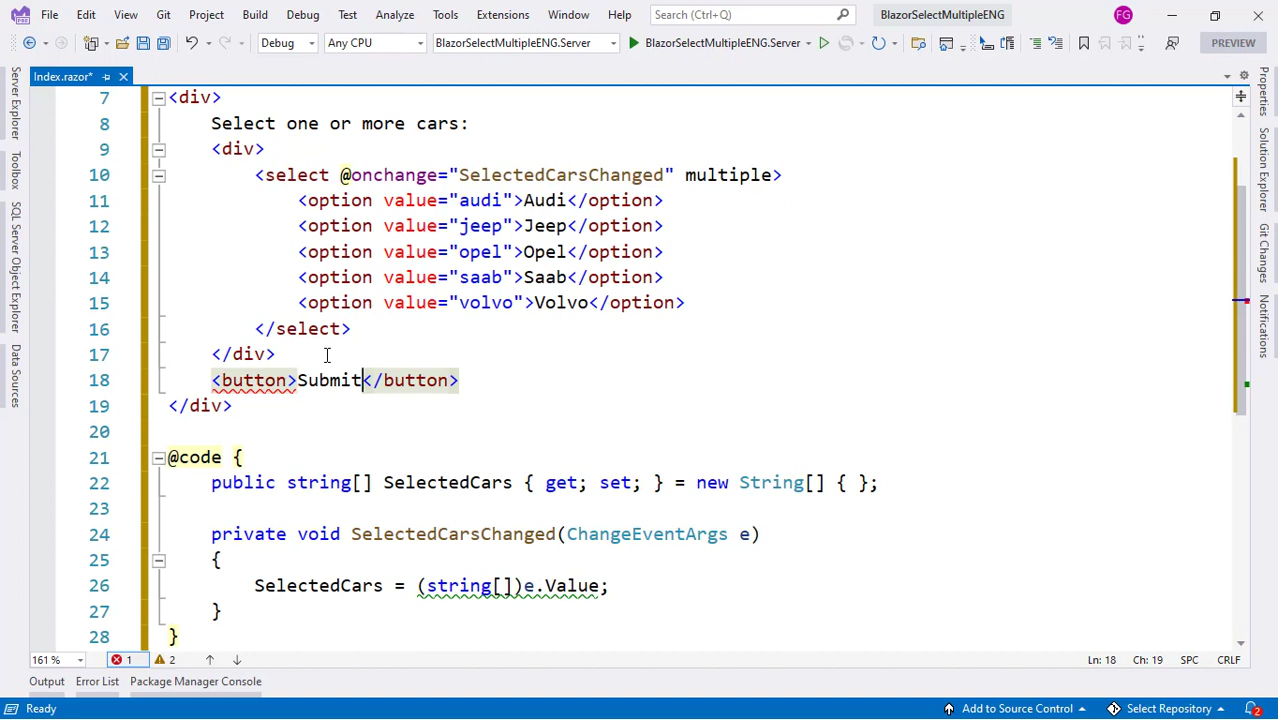 File Edit View Git Project Build Debug Test Analyze Tools Extensions Window Help Search (Ctrl+Q) BlazorSelectMultipleENG FG
Debug Any CPU BlazorSelectMultipleENG.Server BlazorSelectMultipleENG.Server PREVIEW
Index.razor*
Server Explorer
Toolbox
SQL Server Object Explorer
Data Sources
7 <div>
8 Select one or more cars:
9 <div>
10 <select @onchange="SelectedCarsChanged" multiple>
11 <option value="audi">Audi</option>
12 <option value="jeep">Jeep</option>
13 <option value="opel">Opel</option>
14 <option value="saab">Saab</option>
15 <option value="volvo">Volvo</option>
16 </select>
17 </div>
18 <button>Submit</button>
19 </div>
20
21 @code {
22 public string[] SelectedCars { get; set; } = new String[] { };
23
24 private void SelectedCarsChanged(ChangeEventArgs e)
25 {
26 SelectedCars = (string[])e.Value;
27 }
28 }
Properties
Solution Explorer
Git Changes
Notifications
161 % 1 2 Ln: 18 Ch: 19 SPC CRLF
Output Error List Package Manager Console
Ready Add to Source Control Select Repository 2